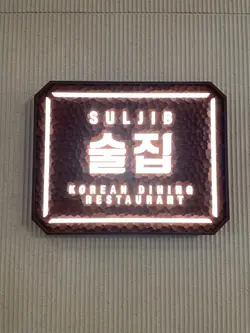 SULJIB
술집
KOREAN DINING
RESTAURANT